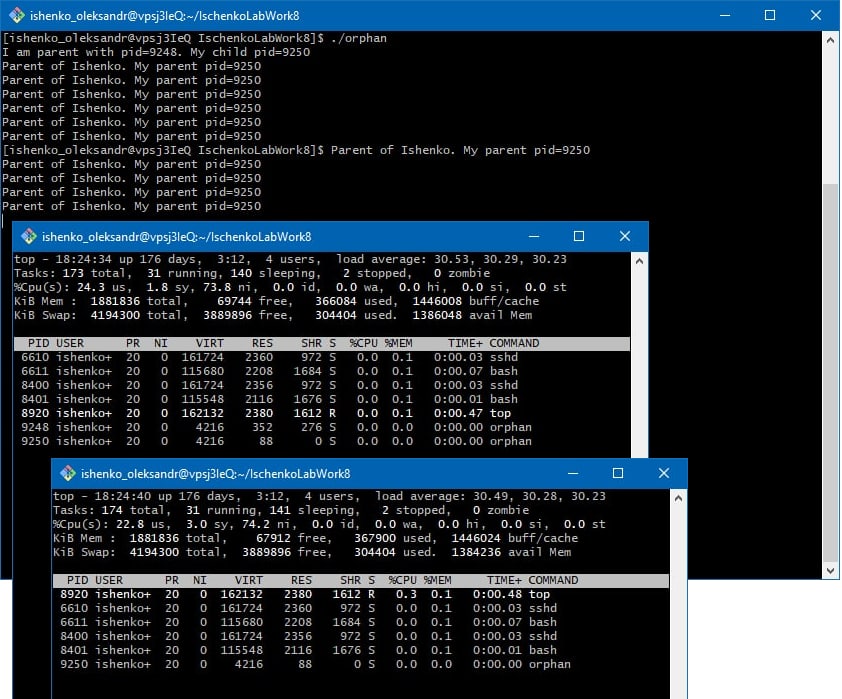 ishenko_oleksandr@vpsj3IeQ:~/IschenkoLabWork8
[ishenko_oleksandr@vpsj3IeQ IschenkoLabWork8]$ ./orphan
I am parent with pid=9248. My child pid=9250
Parent of Ishenko. My parent pid=9250
Parent of Ishenko. My parent pid=9250
Parent of Ishenko. My parent pid=9250
Parent of Ishenko. My parent pid=9250
Parent of Ishenko. My parent pid=9250
Parent of Ishenko. My parent pid=9250
[ishenko_oleksandr@vpsj3IeQ IschenkoLabWork8]$ Parent of Ishenko. My parent pid=9250
Parent of Ishenko. My parent pid=9250
Parent of Ishenko. My parent pid=9250
Parent of Ishenko. My parent pid=9250
Parent of Ishenko. My parent pid=9250
ishenko_oleksandr@vpsj3IeQ:~/IschenkoLabWork8
top - 18:24:34 up 176 days,  3:12,  4 users,  load average: 30.53, 30.29, 30.23
Tasks: 173 total,  31 running, 140 sleeping,   2 stopped,   0 zombie
%Cpu(s): 24.3 us,  1.8 sy, 73.8 ni,  0.0 id,  0.0 wa,  0.0 hi,  0.0 si,  0.0 st
KiB Mem :  1881836 total,    69744 free,   366084 used,  1446008 buff/cache
KiB Swap:  4194300 total,  3889896 free,   304404 used.  1386048 avail Mem
PID USER      PR  NI    VIRT    RES    SHR S  %CPU %MEM     TIME+ COMMAND
6610 ishenko+  20   0  161724   2360    972 S   0.0  0.1   0:00.03 sshd
6611 ishenko+  20   0  115680   2208   1684 S   0.0  0.1   0:00.07 bash
8400 ishenko+  20   0  161724   2356    972 S   0.0  0.1   0:00.03 sshd
8401 ishenko+  20   0  115548   2116   1676 S   0.0  0.1   0:00.01 bash
8920 ishenko+  20   0  162132   2380   1612 R   0.0  0.1   0:00.47 top
9248 ishenko+  20   0    4216    352    276 S   0.0  0.0   0:00.00 orphan
9250 ishenko+  20   0    4216     88      0 S   0.0  0.0   0:00.00 orphan
ishenko_oleksandr@vpsj3IeQ:~/IschenkoLabWork8
top - 18:24:40 up 176 days,  3:12,  4 users,  load average: 30.49, 30.28, 30.23
Tasks: 174 total,  31 running, 141 sleeping,   2 stopped,   0 zombie
%Cpu(s): 22.8 us,  3.0 sy, 74.2 ni,  0.0 id,  0.0 wa,  0.0 hi,  0.0 si,  0.0 st
KiB Mem :  1881836 total,    67912 free,   367900 used,  1446024 buff/cache
KiB Swap:  4194300 total,  3889896 free,   304404 used.  1384236 avail Mem
PID USER      PR  NI    VIRT    RES    SHR S  %CPU %MEM     TIME+ COMMAND
8920 ishenko+  20   0  162132   2380   1612 R   0.3  0.1   0:00.48 top
6610 ishenko+  20   0  161724   2360    972 S   0.0  0.1   0:00.03 sshd
6611 ishenko+  20   0  115680   2208   1684 S   0.0  0.1   0:00.07 bash
8400 ishenko+  20   0  161724   2356    972 S   0.0  0.1   0:00.03 sshd
8401 ishenko+  20   0  115548   2116   1676 S   0.0  0.1   0:00.01 bash
9250 ishenko+  20   0    4216     88      0 S   0.0  0.0   0:00.00 orphan